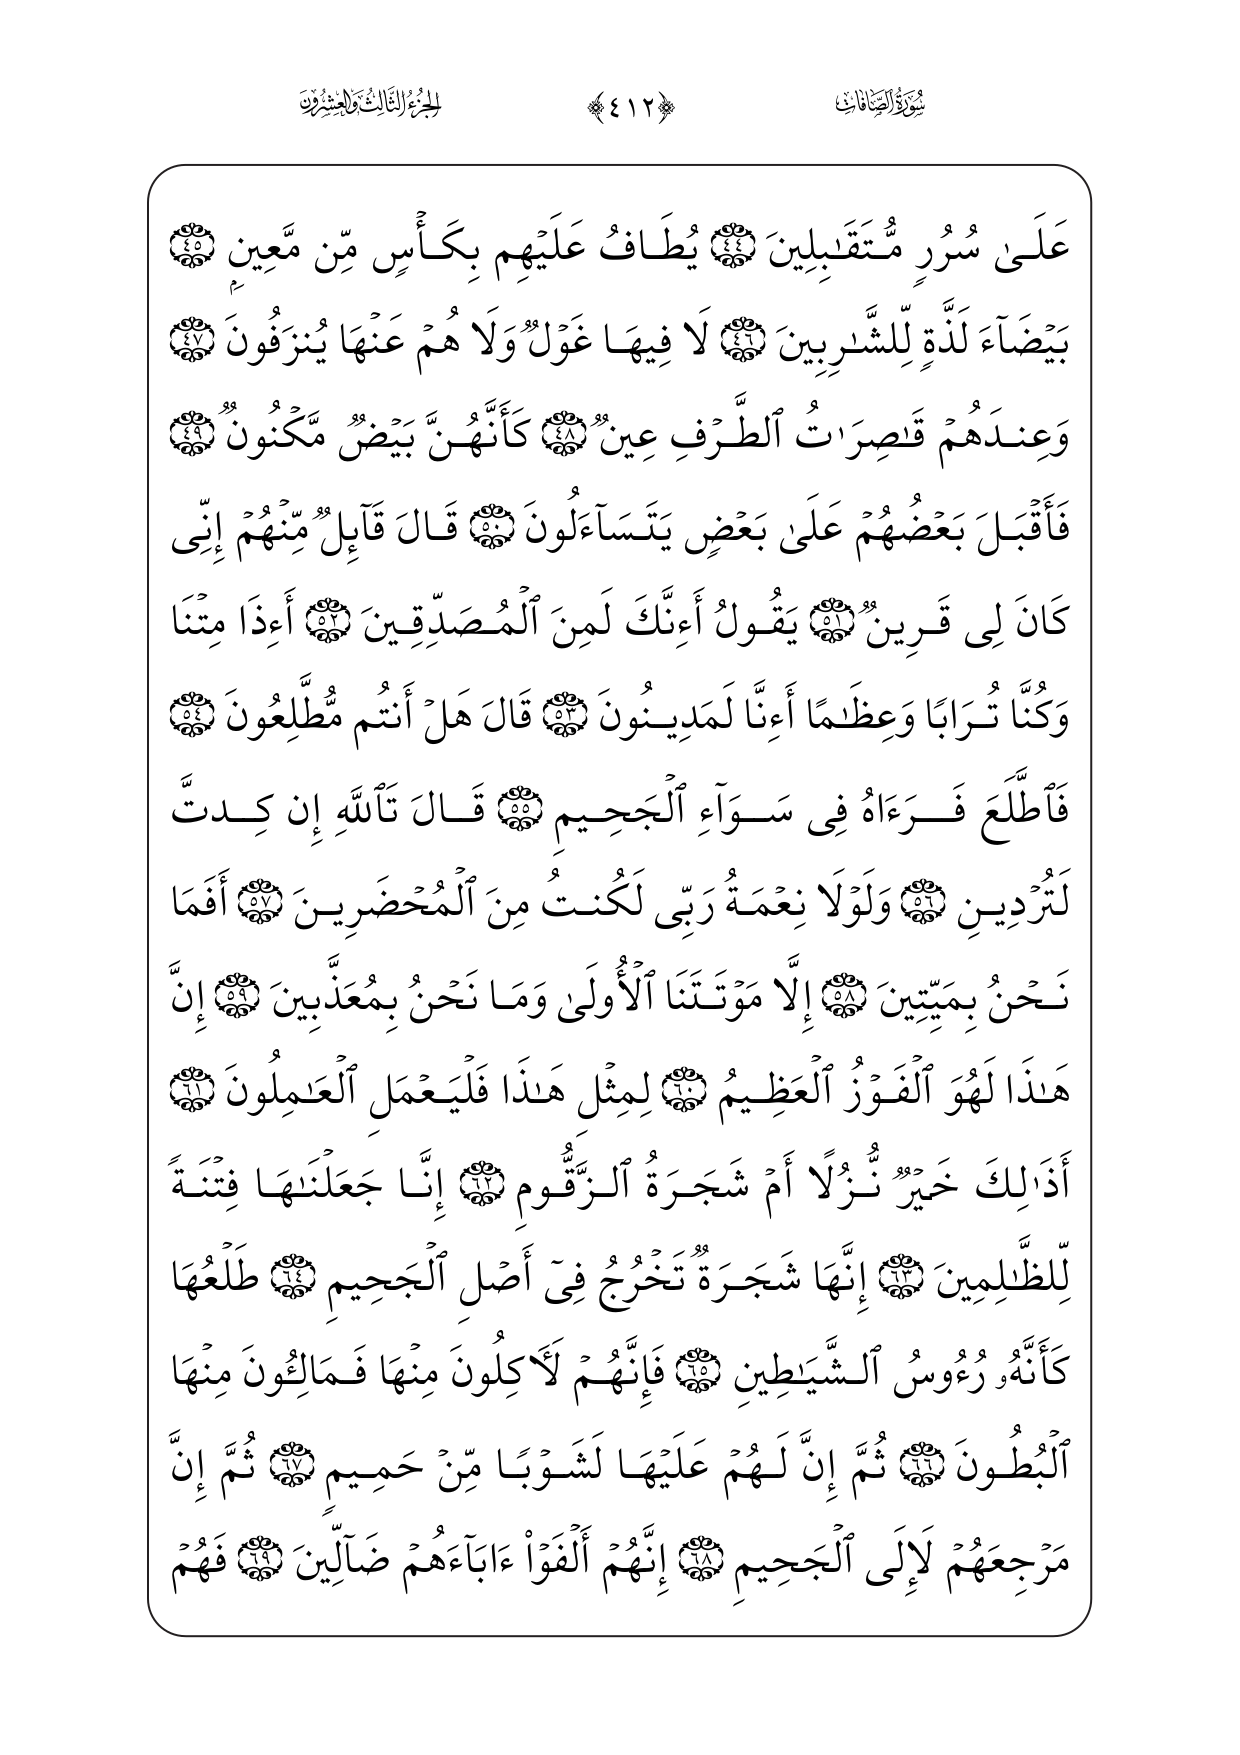 سُورَةُ الصَّافَّاتِ ﴿٤١٢﴾ الجُزْءُ الثَّالِثُ وَالعِشْرُونَ
عَلَىٰ سُرُرٍ مُّتَقَـٰبِلِينَ ٤٤ يُطَافُ عَلَيْهِم بِكَأْسٍ مِّن مَّعِينِۭ ٤٥
بَيْضَآءَ لَذَّةٍ لِّلشَّـٰرِبِينَ ٤٦ لَا فِيهَا غَوْلٌ وَلَا هُمْ عَنْهَا يُنزَفُونَ ٤٧
وَعِندَهُمْ قَـٰصِرَٰتُ ٱلطَّرْفِ عِينٌ ٤٨ كَأَنَّهُنَّ بَيْضٌ مَّكْنُونٌ ٤٩
فَأَقْبَلَ بَعْضُهُمْ عَلَىٰ بَعْضٍ يَتَسَآءَلُونَ ٥٠ قَالَ قَآئِلٌ مِّنْهُمْ إِنِّى
كَانَ لِى قَرِينٌ ٥١ يَقُولُ أَءِنَّكَ لَمِنَ ٱلْمُصَدِّقِينَ ٥٢ أَءِذَا مِتْنَا
وَكُنَّا تُرَابًا وَعِظَـٰمًا أَءِنَّا لَمَدِينُونَ ٥٣ قَالَ هَلْ أَنتُم مُّطَّلِعُونَ ٥٤
فَٱطَّلَعَ فَرَءَاهُ فِى سَوَآءِ ٱلْجَحِيمِ ٥٥ قَالَ تَٱللَّهِ إِن كِدتَّ
لَتُرْدِينِ ٥٦ وَلَوْلَا نِعْمَةُ رَبِّى لَكُنتُ مِنَ ٱلْمُحْضَرِينَ ٥٧ أَفَمَا
نَحْنُ بِمَيِّتِينَ ٥٨ إِلَّا مَوْتَتَنَا ٱلْأُولَىٰ وَمَا نَحْنُ بِمُعَذَّبِينَ ٥٩ إِنَّ
هَـٰذَا لَهُوَ ٱلْفَوْزُ ٱلْعَظِيمُ ٦٠ لِمِثْلِ هَـٰذَا فَلْيَعْمَلِ ٱلْعَـٰمِلُونَ ٦١
أَذَٰلِكَ خَيْرٌ نُّزُلًا أَمْ شَجَرَةُ ٱلزَّقُّومِ ٦٢ إِنَّا جَعَلْنَـٰهَا فِتْنَةً
لِّلظَّـٰلِمِينَ ٦٣ إِنَّهَا شَجَرَةٌ تَخْرُجُ فِىٓ أَصْلِ ٱلْجَحِيمِ ٦٤ طَلْعُهَا
كَأَنَّهُۥ رُءُوسُ ٱلشَّيَـٰطِينِ ٦٥ فَإِنَّهُمْ لَـَٔاكِلُونَ مِنْهَا فَمَالِـُٔونَ مِنْهَا
ٱلْبُطُونَ ٦٦ ثُمَّ إِنَّ لَهُمْ عَلَيْهَا لَشَوْبًا مِّنْ حَمِيمٍ ٦٧ ثُمَّ إِنَّ
مَرْجِعَهُمْ لَإِلَى ٱلْجَحِيمِ ٦٨ إِنَّهُمْ أَلْفَوْا۟ ءَابَآءَهُمْ ضَآلِّينَ ٦٩ فَهُمْ